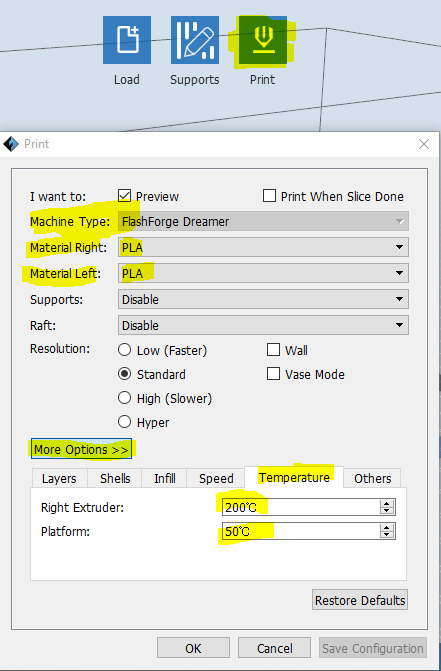 Load Supports Print
Print
I want to: Preview Print When Slice Done
Machine Type: FlashForge Dreamer
Material Right: PLA
Material Left: PLA
Supports: Disable
Raft: Disable
Resolution: Low (Faster) Wall
Standard Vase Mode
High (Slower)
Hyper
More Options >>
Layers Shells Infill Speed Temperature Others
Right Extruder: 200℃
Platform: 50℃
Restore Defaults
OK Cancel Save Configuration